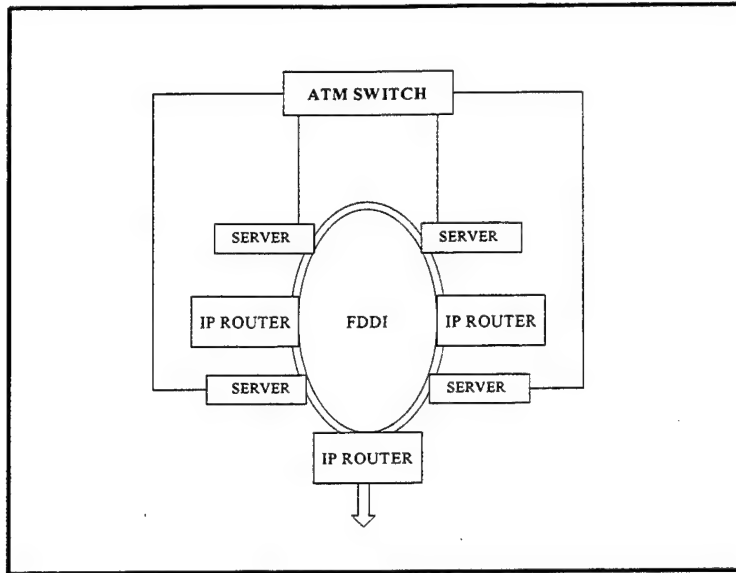 ATM SWITCH
SERVER
SERVER
IP ROUTER
FDDI
IP ROUTER
SERVER
SERVER
IP ROUTER